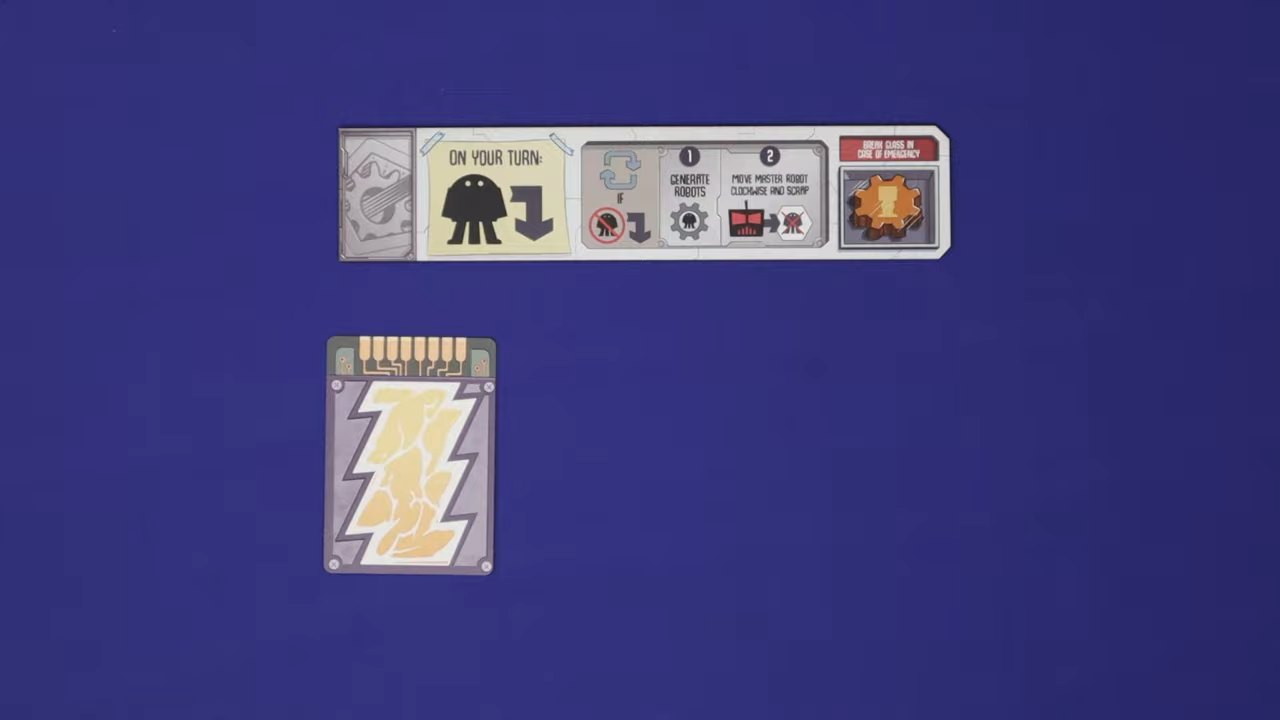 ON YOUR TURN:
IF
1
GENERATE
ROBOTS
2
MOVE MASTER ROBOT
CLOCKWISE AND SCRAP
BREAK GLASS IN
CASE OF EMERGENCY